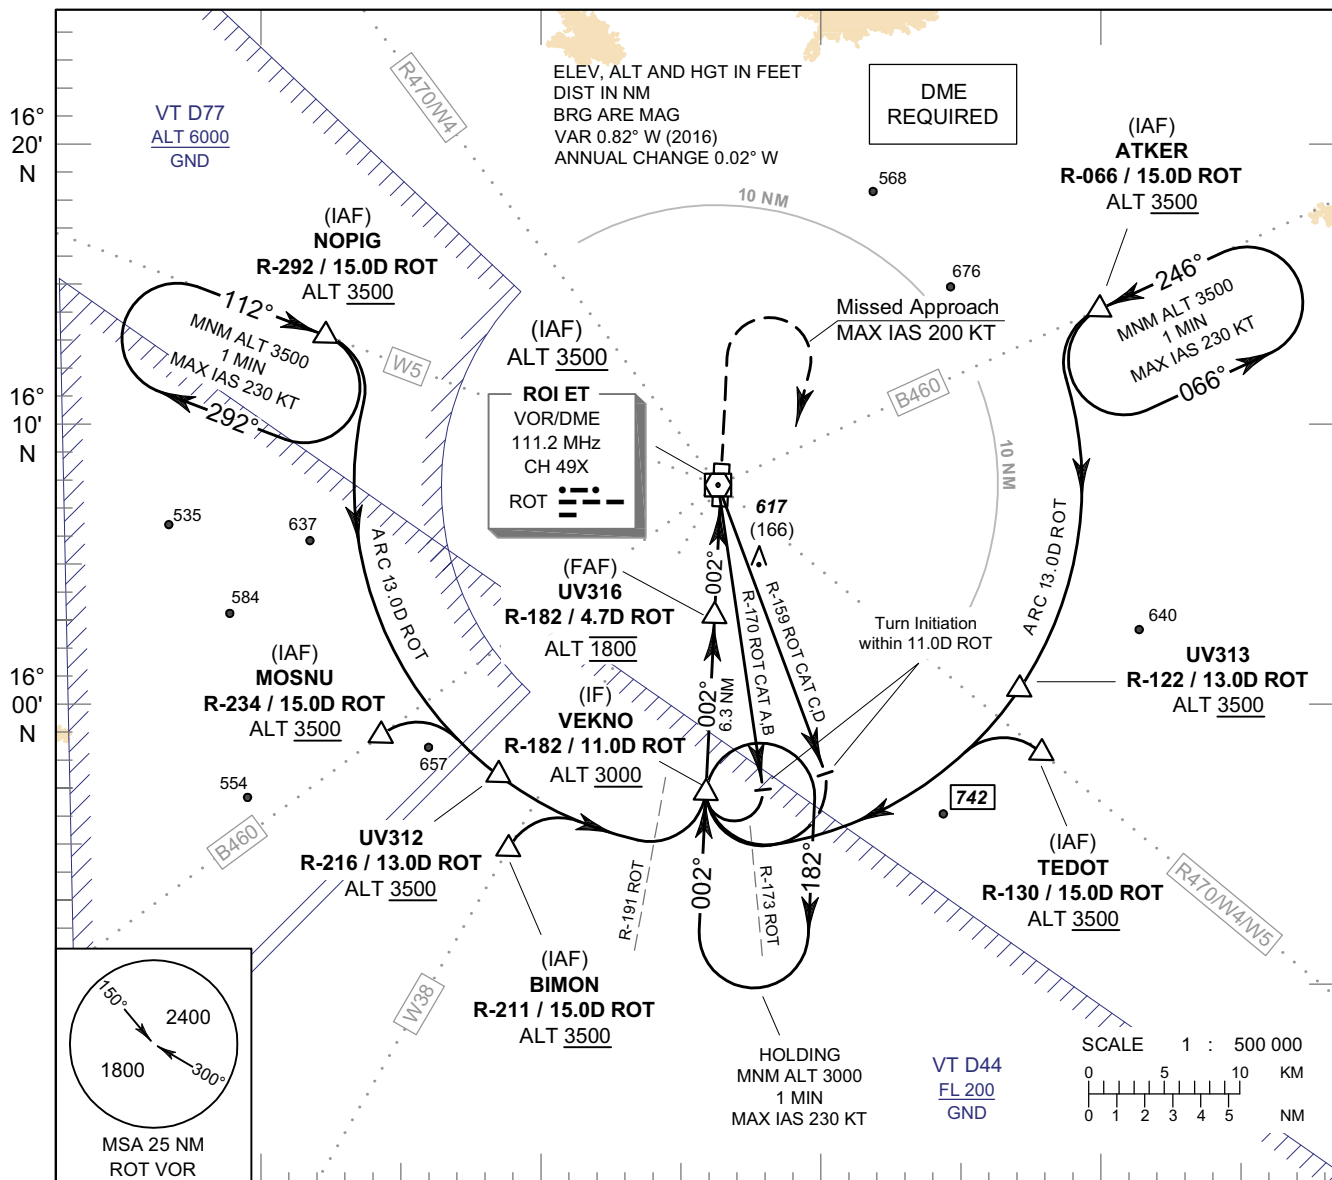 ELEV, ALT AND HGT IN FEET
DIST IN NM
BRG ARE MAG
VAR 0.82° W (2016)
ANNUAL CHANGE 0.02° W
DME
REQUIRED
R470/W4
VT D77
ALT 6000
GND
16°
20'
N
(IAF)
ATKER
R-066 / 15.0D ROT
ALT 3500
568
10 NM
(IAF)
NOPIG
R-292 / 15.0D ROT
ALT 3500
676
112°
MNM ALT 3500
1 MIN
MAX IAS 230 KT
292°
246°
MNM ALT 3500
1 MIN
MAX IAS 230 KT
066°
Missed Approach
MAX IAS 200 KT
(IAF)
ALT 3500
W5
B460
16°
10'
N
ROI ET
VOR/DME
111.2 MHz
CH 49X
ROT
10 NM
617
(166)
535
637
584
ARC 13.0D ROT
ARC 13.0D ROT
002°
(FAF)
UV316
R-182 / 4.7D ROT
ALT 1800
R-170 ROT CAT A,B
R-159 ROT CAT C,D
Turn Initiation
within 11.0D ROT
640
(IAF)
MOSNU
R-234 / 15.0D ROT
ALT 3500
16°
00'
N
UV313
R-122 / 13.0D ROT
ALT 3500
002°
6.3 NM
(IF)
VEKNO
R-182 / 11.0D ROT
ALT 3000
657
554
742
B460
UV312
R-216 / 13.0D ROT
ALT 3500
R-191 ROT
002°
R-173 ROT
182°
(IAF)
TEDOT
R-130 / 15.0D ROT
ALT 3500
R470/W4/W5
(IAF)
BIMON
R-211 / 15.0D ROT
ALT 3500
W38
150°
2400
1800
300°
MSA 25 NM
ROT VOR
HOLDING
MNM ALT 3000
1 MIN
MAX IAS 230 KT
VT D44
FL 200
GND
SCALE 1 : 500 000
0 5 10 KM
0 1 2 3 4 5 NM